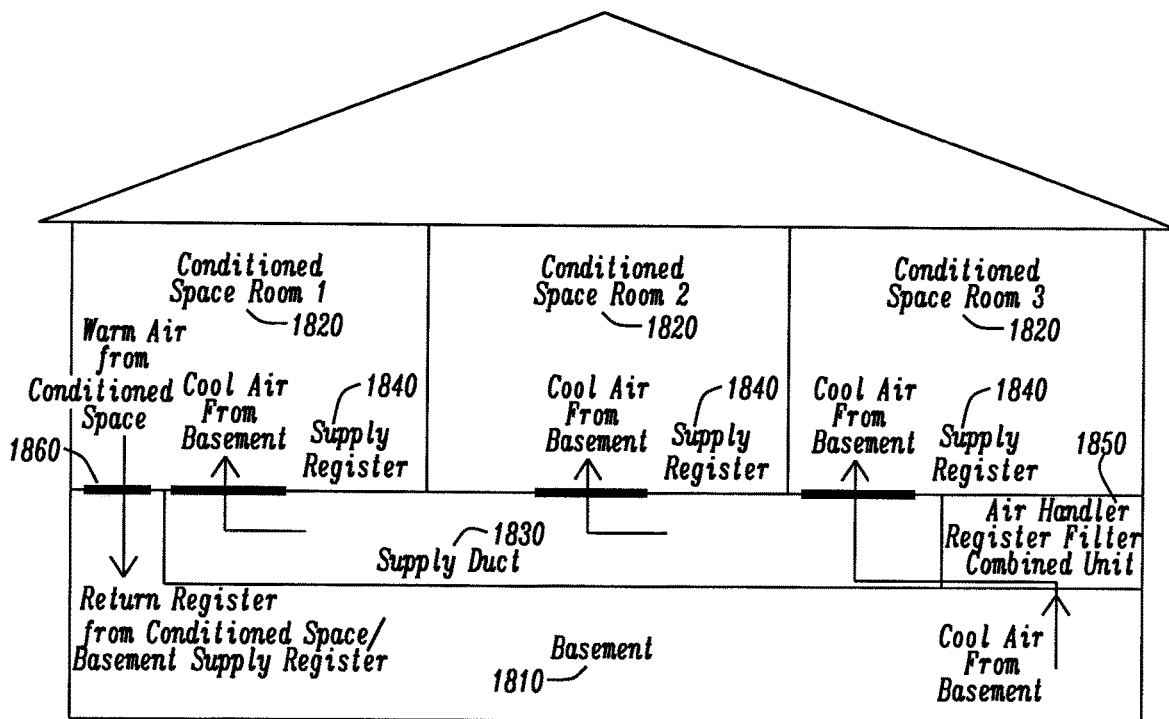 Conditioned
Space Room 1
1820
Conditioned
Space Room 2
1820
Conditioned
Space Room 3
1820
Warm Air
from
Conditioned
Space
1860
Cool Air
From
Basement
1840
Supply
Register
Cool Air
From
Basement
1840
Supply
Register
Cool Air
From
Basement
1840
Supply
Register
1850
Air Handler
Register Filter
Combined Unit
1830
Supply Duct
Return Register
from Conditioned Space/
Basement Supply Register
Basement
1810
Cool Air
From
Basement